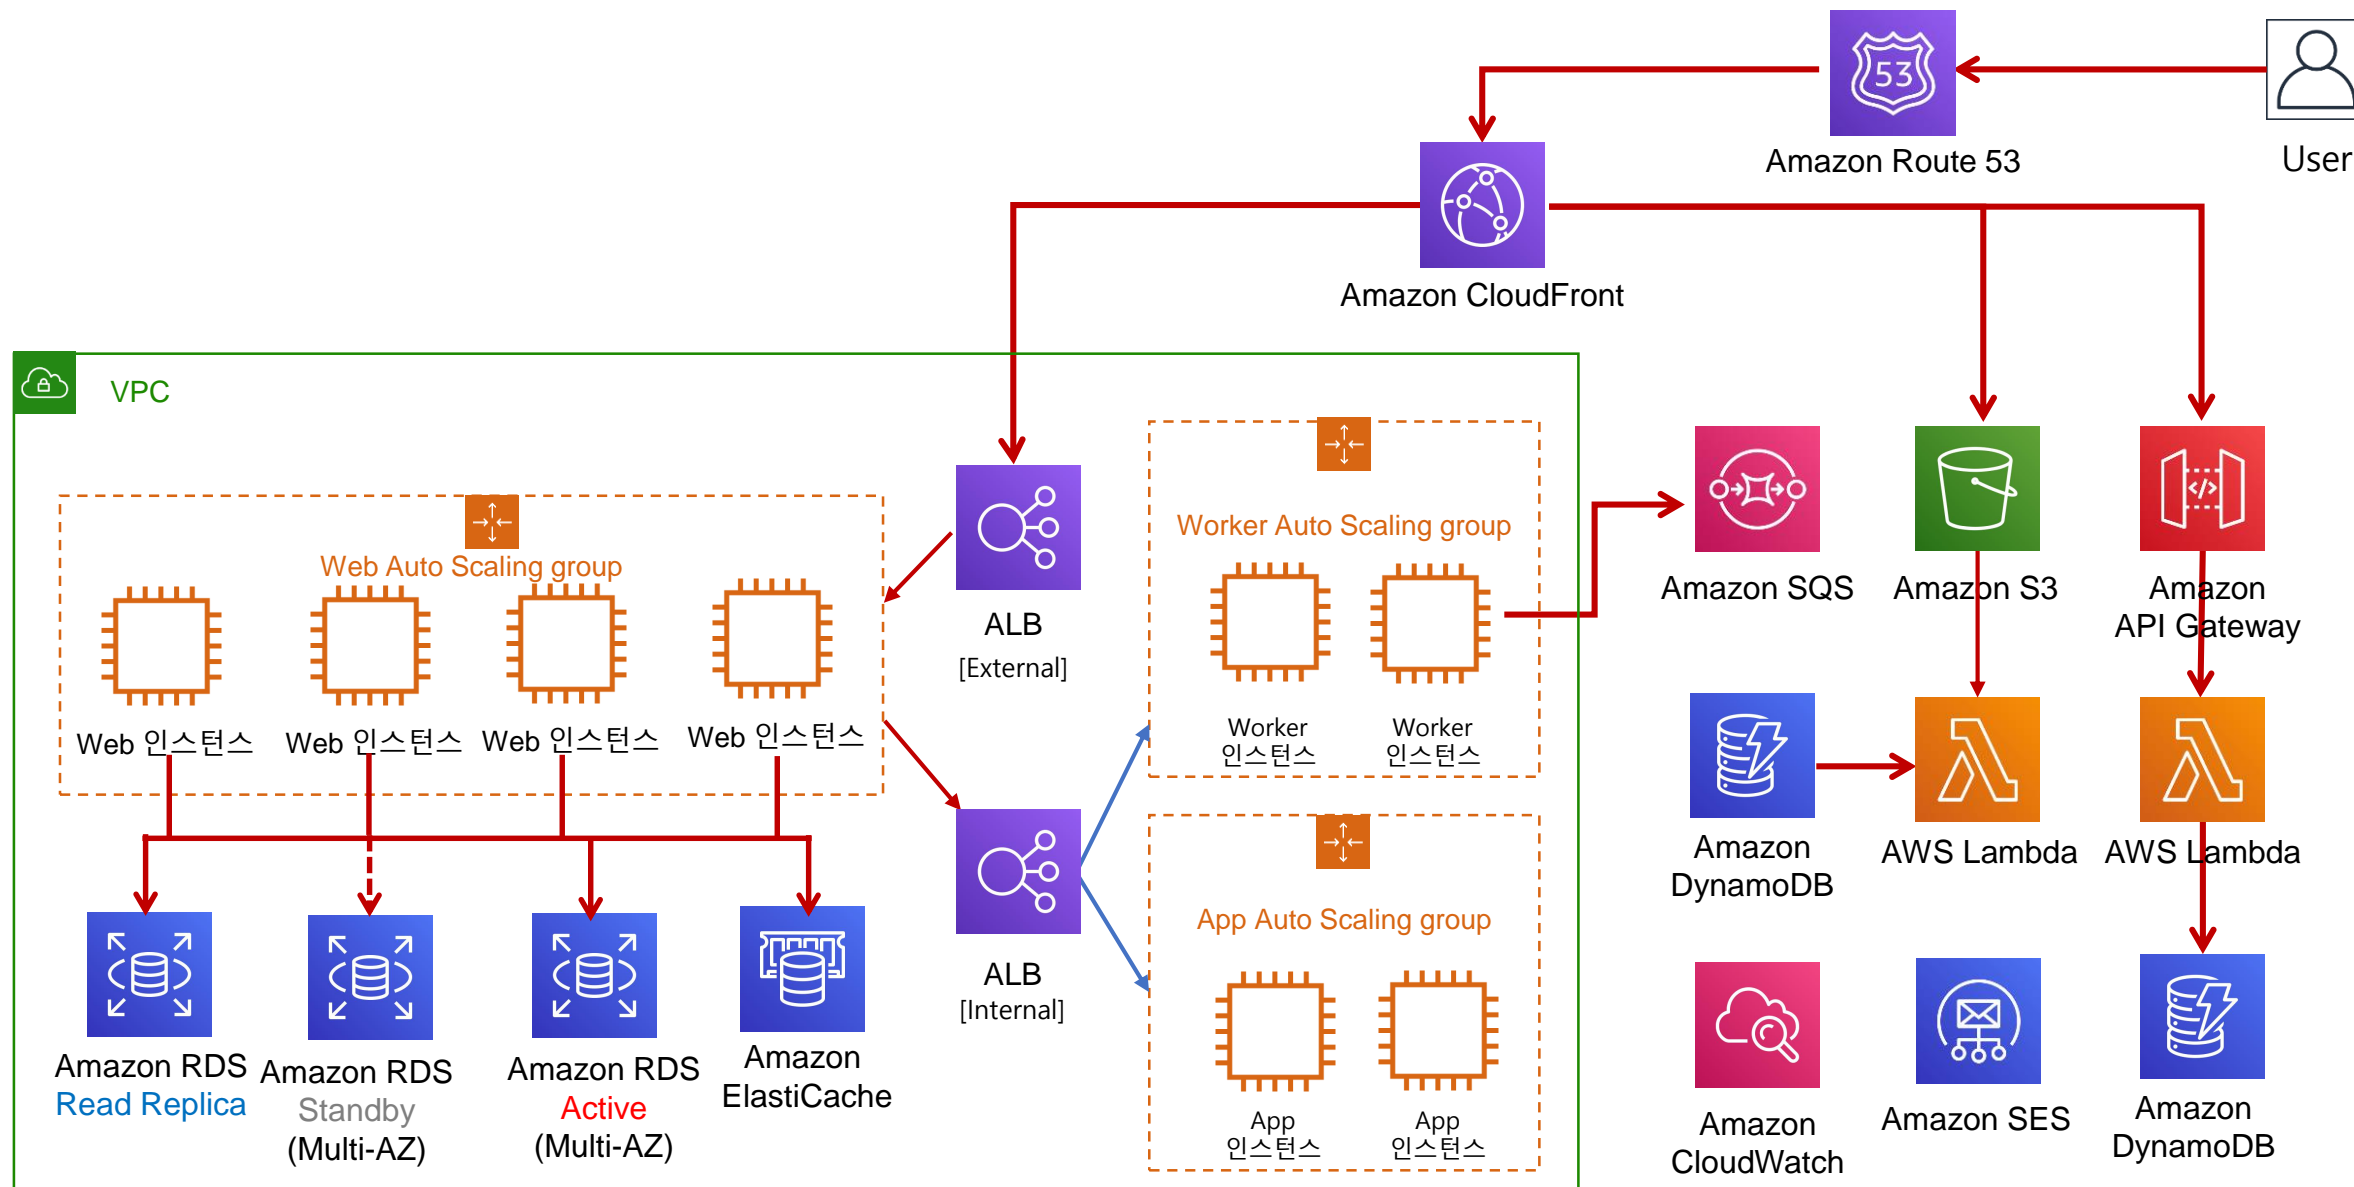 53
Amazon Route 53
User
Amazon CloudFront
VPC
Web Auto Scaling group
Web 인스턴스
Web 인스턴스
Web 인스턴스
Web 인스턴스
ALB
[External]
Worker Auto Scaling group
Worker
인스턴스
Worker
인스턴스
Amazon SQS
Amazon S3
</>
Amazon
API Gateway
Amazon
DynamoDB
AWS Lambda
AWS Lambda
ALB
[Internal]
App Auto Scaling group
App
인스턴스
App
인스턴스
Amazon RDS
Read Replica
Amazon RDS
Standby
(Multi-AZ)
Amazon RDS
Active
(Multi-AZ)
Amazon
ElastiCache
Amazon
CloudWatch
Amazon SES
Amazon
DynamoDB